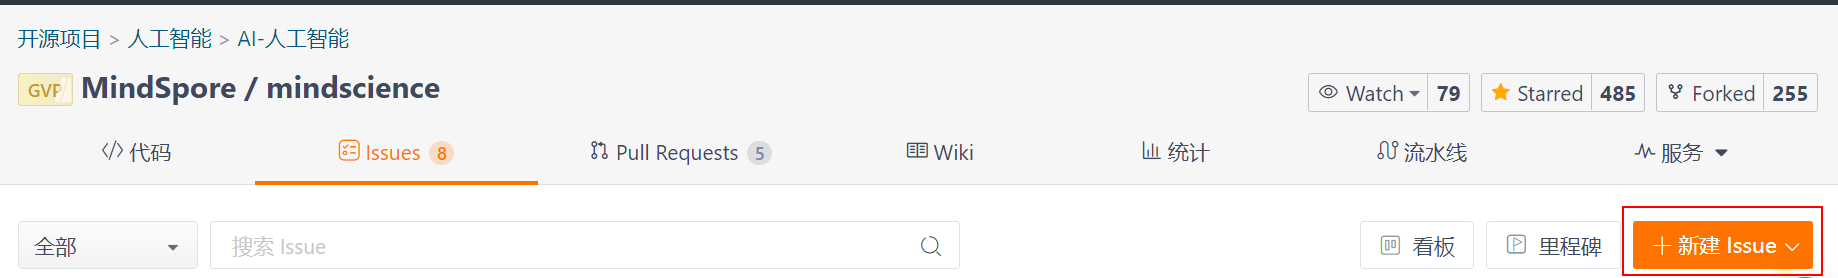 开源项目 > 人工智能 > AI-人工智能
GVP MindSpore / mindscience
Watch 79 Starred 485 Forked 255
代码 Issues 8 Pull Requests 5 Wiki 统计 流水线 服务
全部 搜索 Issue 看板 里程碑 + 新建 Issue